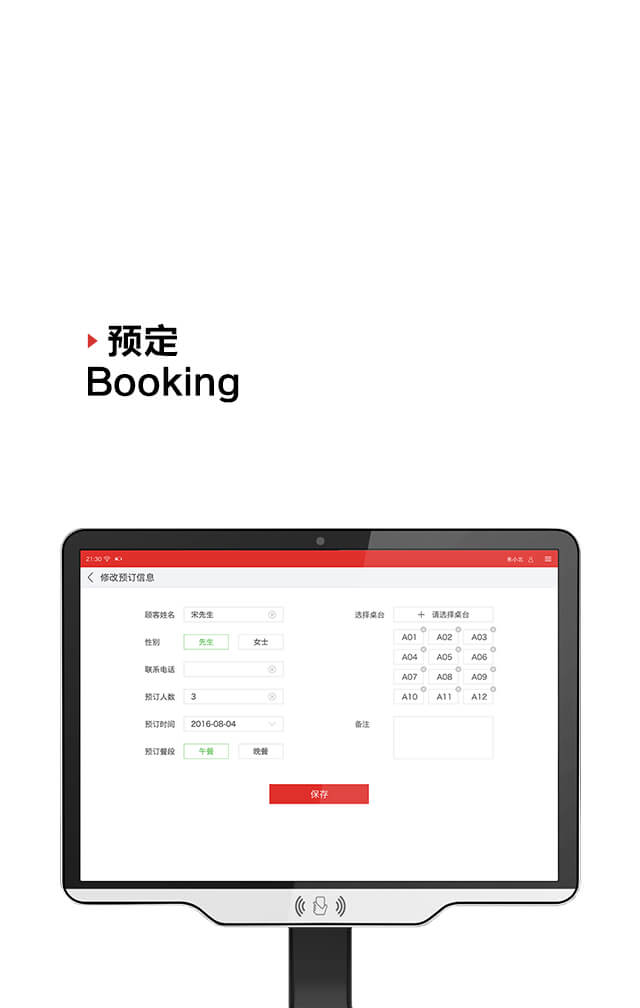 预定
Booking
21:30
朱小北
修改预订信息
顾客姓名 宋先生
性别 先生 女士
联系电话
预订人数 3
预订时间 2016-08-04
预订餐段 午餐 晚餐
选择桌台 + 请选择桌台
A01 A02 A03
A04 A05 A06
A07 A08 A09
A10 A11 A12
备注
保存